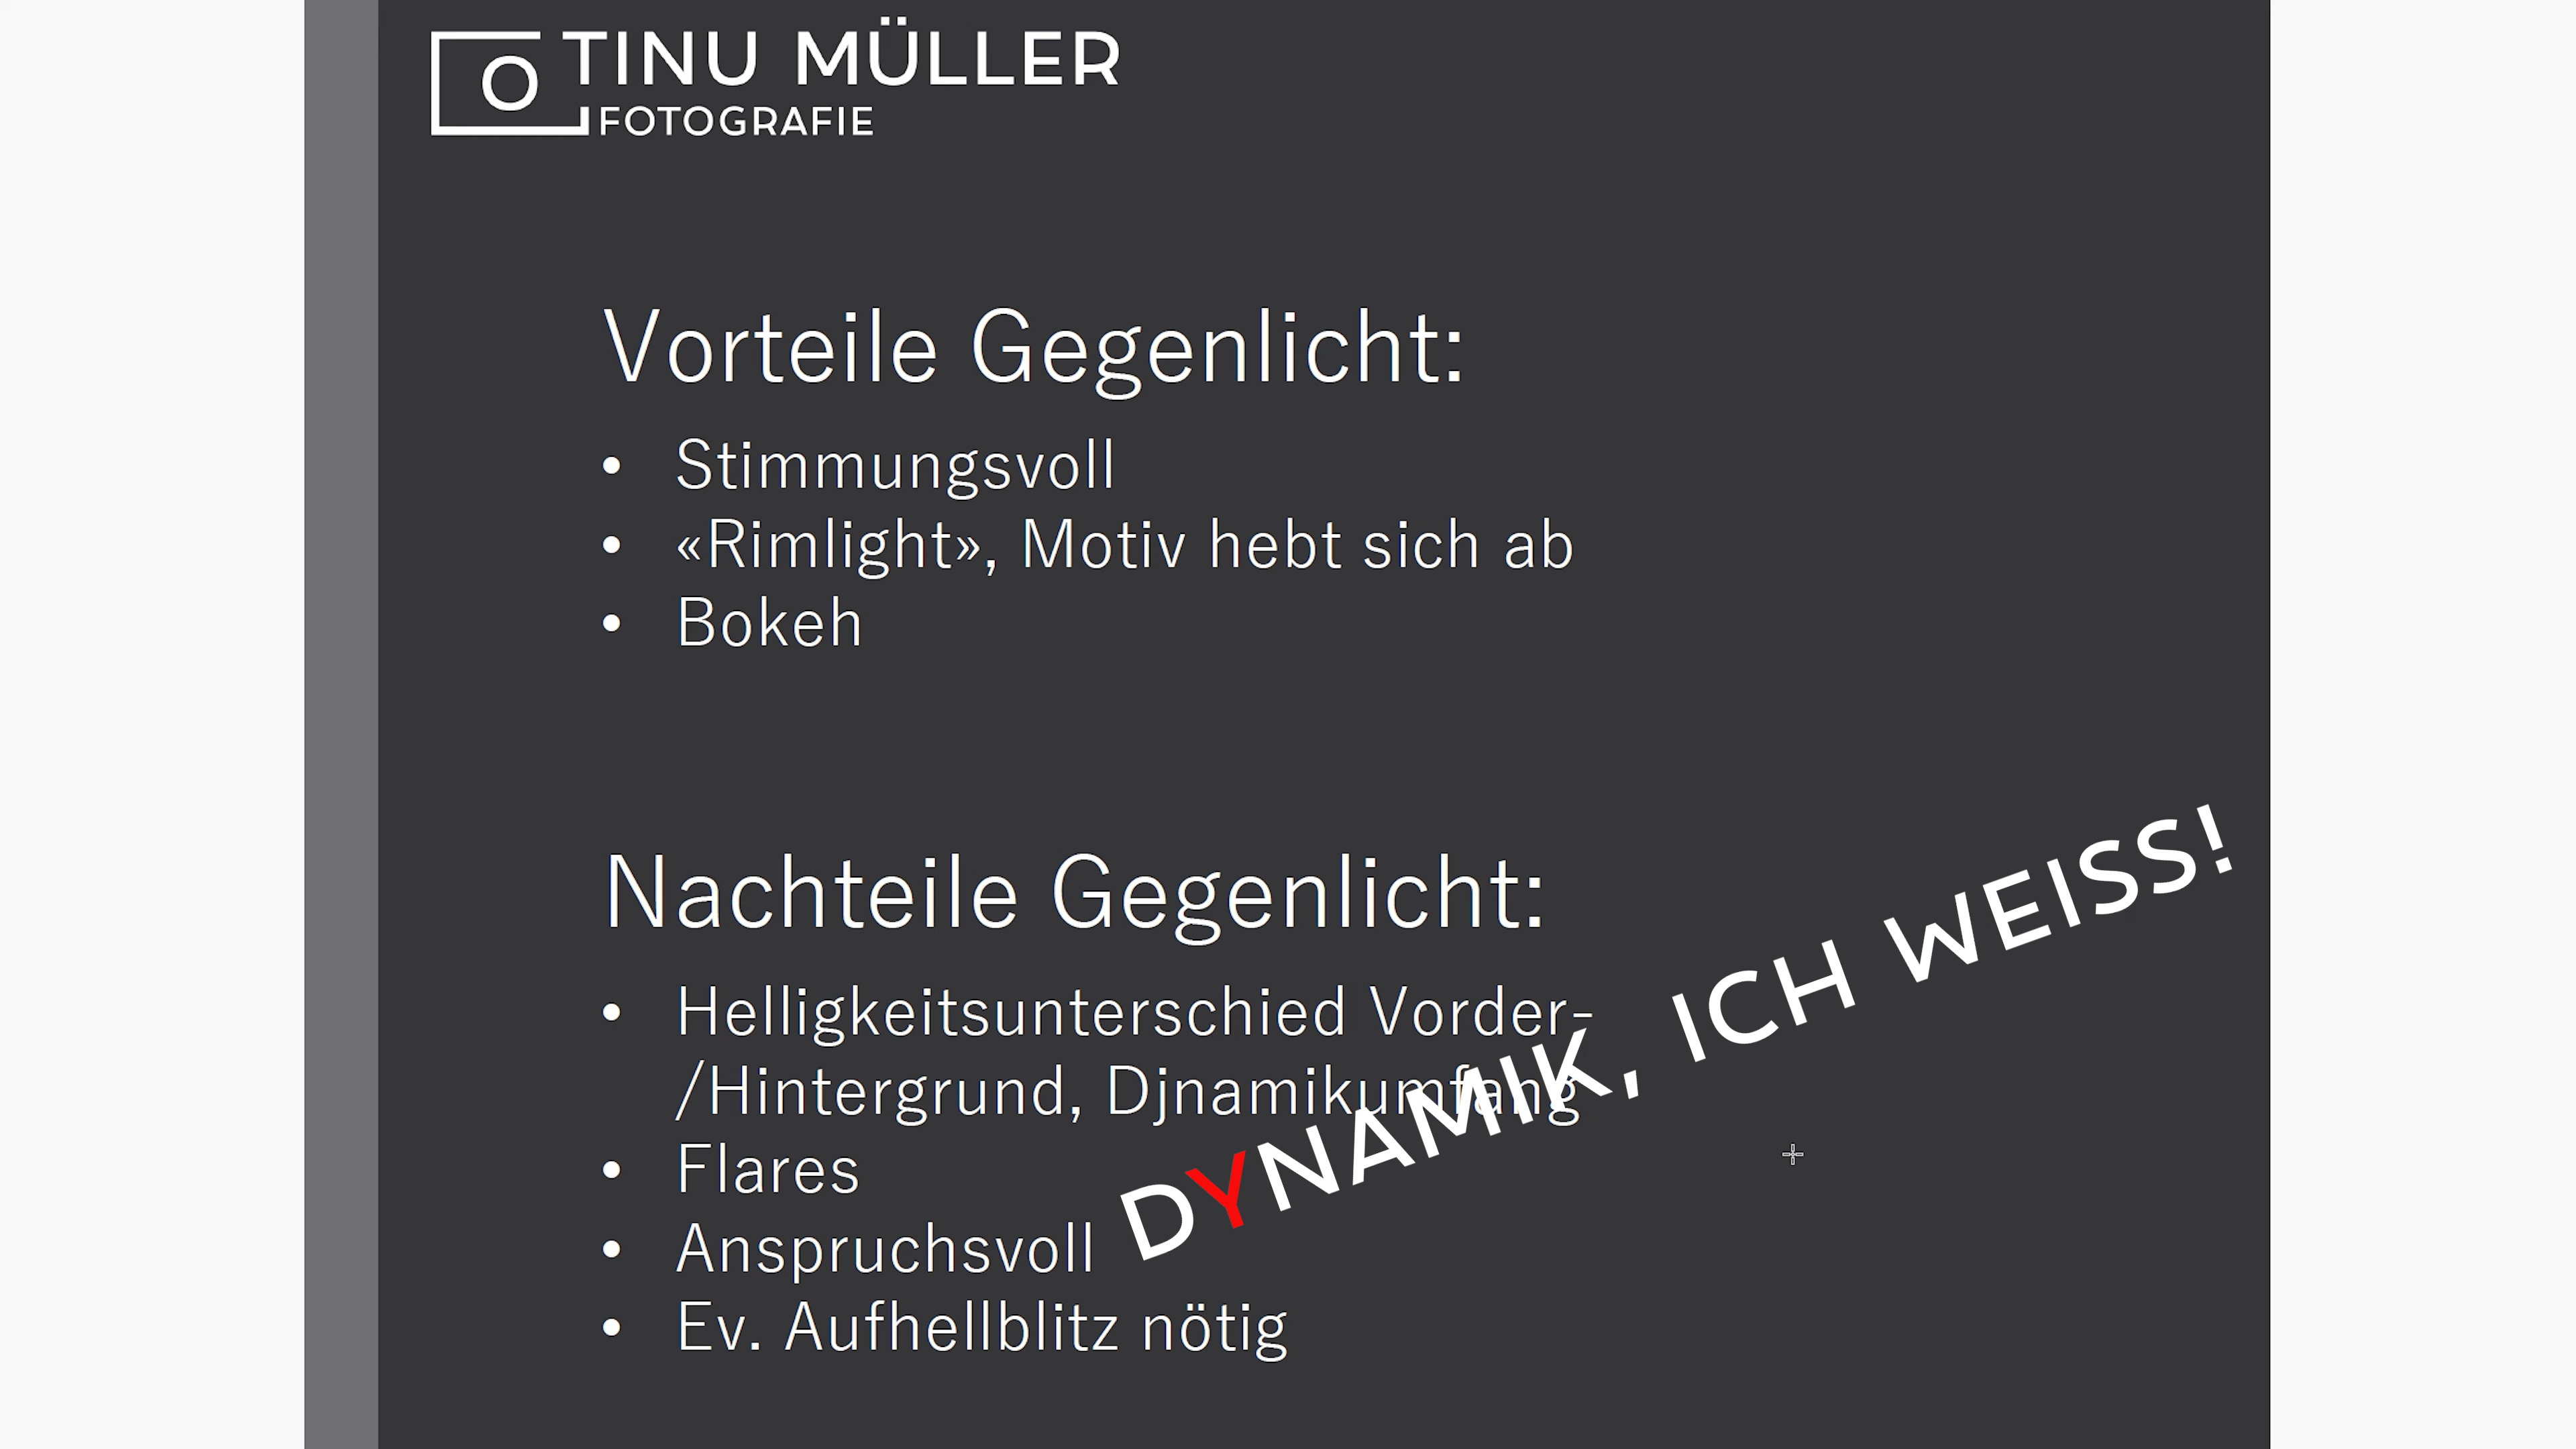 TINU MÜLLER
FOTOGRAFIE
Vorteile Gegenlicht:
• Stimmungsvoll
• «Rimlight», Motiv hebt sich ab
• Bokeh
Nachteile Gegenlicht:
• Helligkeitsunterschied Vorder-
/Hintergrund, Djnamikumfang
• Flares
• Anspruchsvoll
• Ev. Aufhellblitz nötig
DYNAMIK, ICH WEISS!